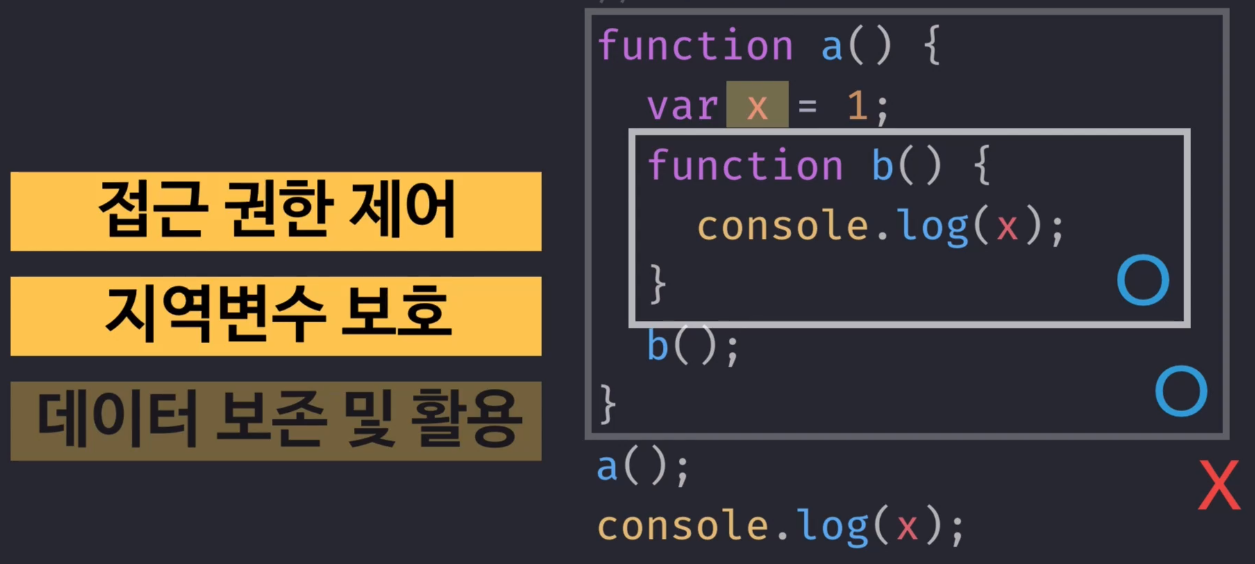 접근 권한 제어
지역변수 보호
데이터 보존 및 활용
function a() {
  var x = 1;
  function b() {
    console.log(x);
  }
  b();
}
a();
console.log(x);
O
O
X